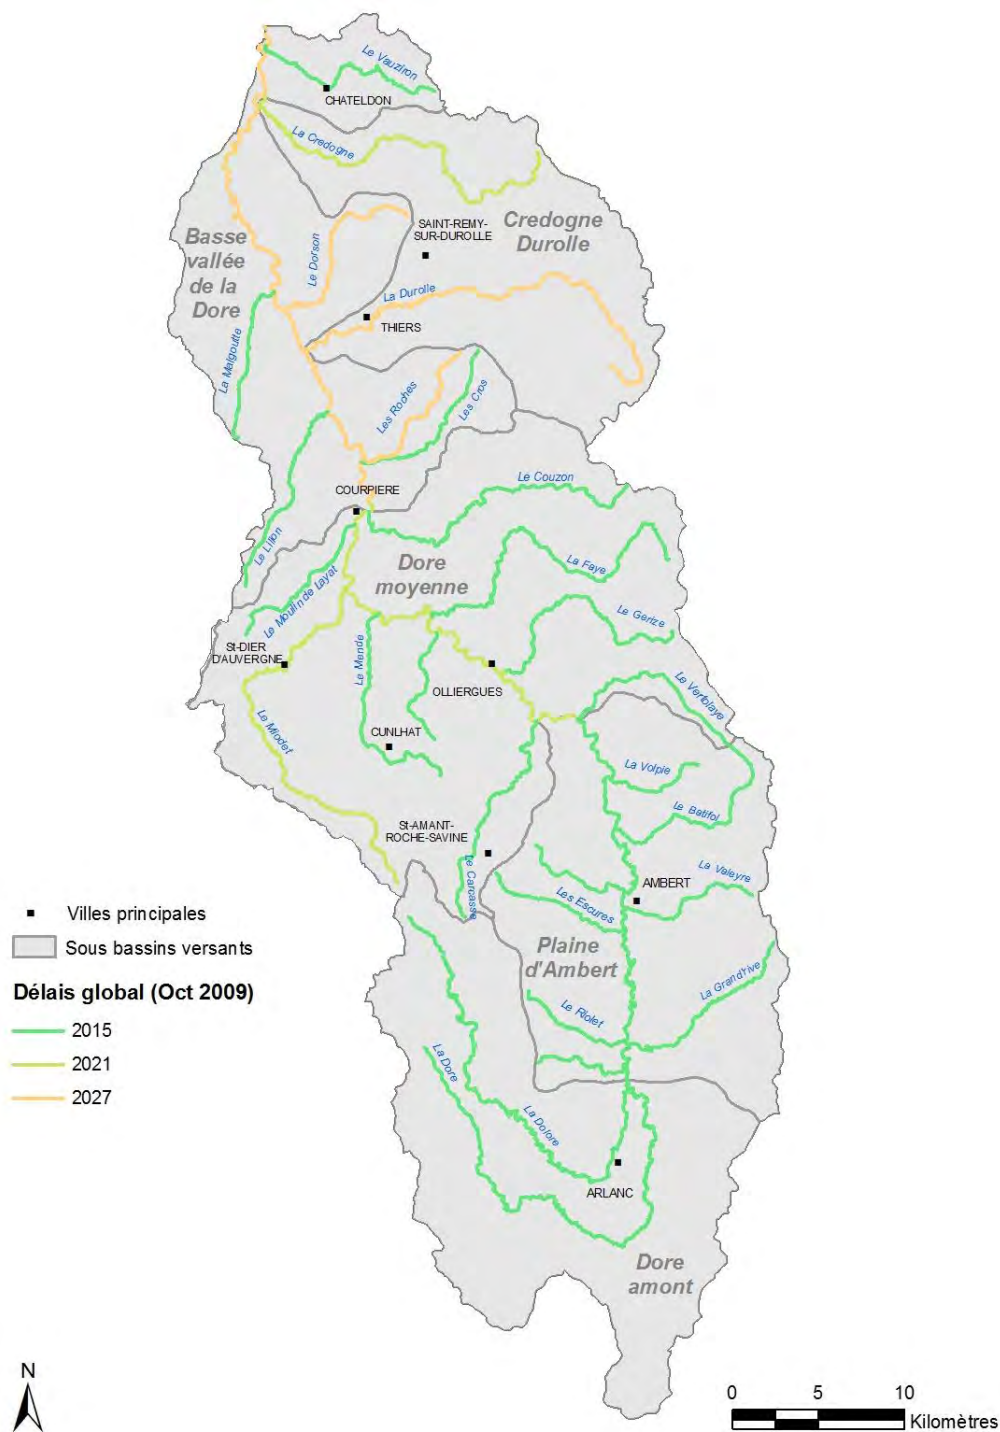 Le Vauziron
CHATELDON
La Credogne
SAINT-REMY-
SUR-DUROLLE
Credogne
Durolle
Basse
vallée
de la
Dore
Le Dorson
La Durolle
THIERS
La Malgoutte
Les Roches
Les Cros
COURPIERE
Le Couzon
Le Lilion
Dore
moyenne
La Faye
Le Moulin de Layat
Le Gerize
St-DIER
D'AUVERGNE
Le Mende
OLLIERGUES
Le Vertolaye
Le Miodet
CUNLHAT
La Volpie
Le Batifol
St-AMANT-
ROCHE-SAVINE
Le Carcasse
La Valeyre
AMBERT
Les Escures
Plaine
d'Ambert
La Grand'rive
Le Riolet
La Dore
La Dolore
ARLANC
Dore
amont
Villes principales
Sous bassins versants
Délais global (Oct 2009)
2015
2021
2027
N
0 5 10
Kilomètres